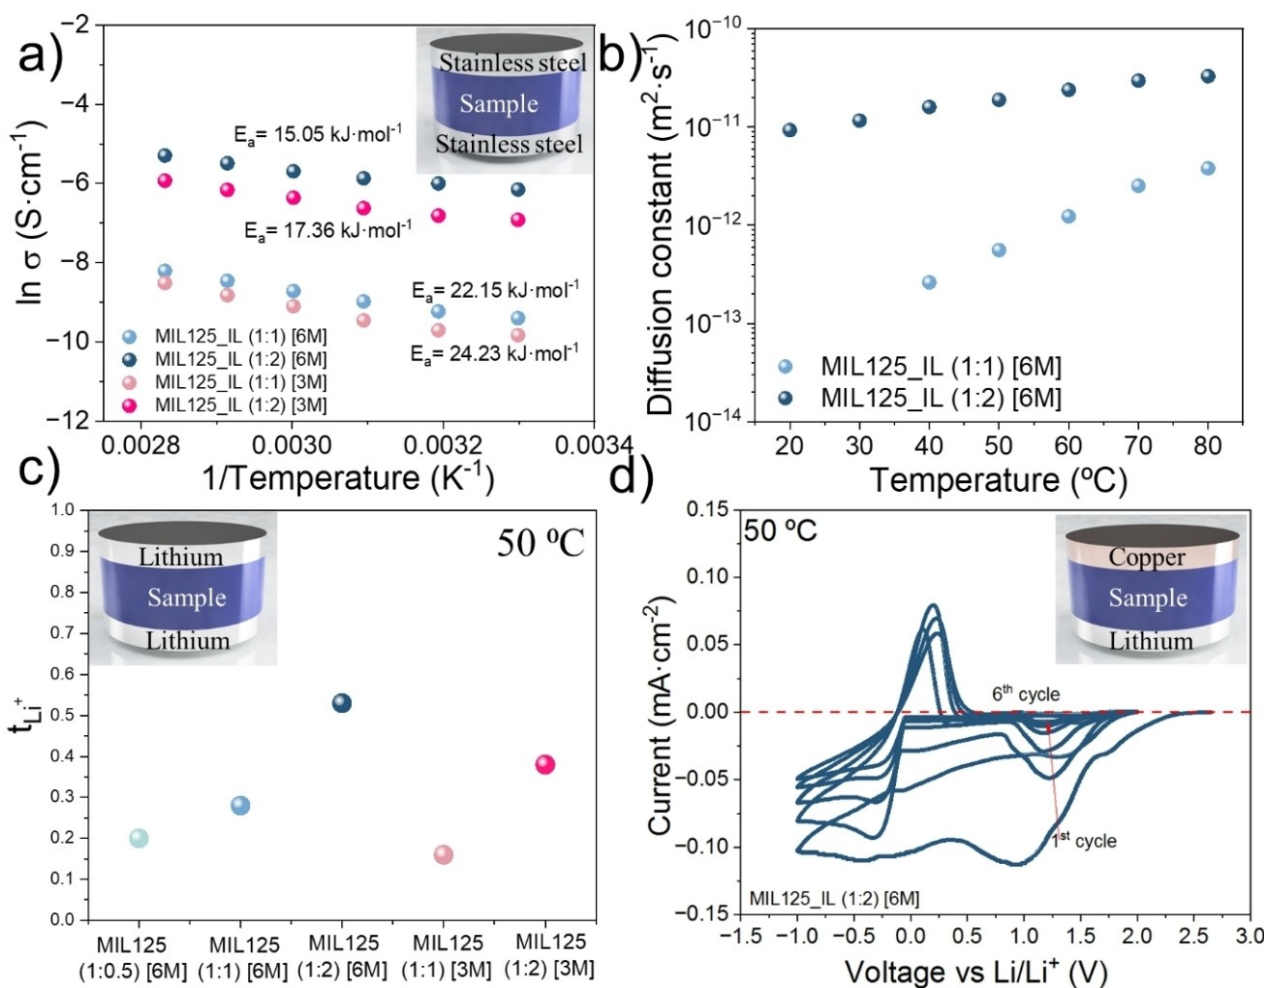 a)
−2
−4
−6
−8
−10
−12
ln σ (S·cm⁻¹)
Stainless steel
Sample
Stainless steel
Eₐ= 15.05 kJ·mol⁻¹
Eₐ= 17.36 kJ·mol⁻¹
Eₐ= 22.15 kJ·mol⁻¹
Eₐ= 24.23 kJ·mol⁻¹
MIL125_IL (1:1) [6M]
MIL125_IL (1:2) [6M]
MIL125_IL (1:1) [3M]
MIL125_IL (1:2) [3M]
0.0028 0.0030 0.0032 0.0034
1/Temperature (K⁻¹)
b)
10⁻¹⁰
10⁻¹¹
10⁻¹²
10⁻¹³
10⁻¹⁴
Diffusion constant (m²·s⁻¹)
MIL125_IL (1:1) [6M]
MIL125_IL (1:2) [6M]
20 30 40 50 60 70 80
Temperature (ºC)
c)
1.0
0.9
0.8
0.7
0.6
0.5
0.4
0.3
0.2
0.1
0.0
t_Li⁺
50 ºC
Lithium
Sample
Lithium
MIL125 MIL125 MIL125 MIL125 MIL125
(1:0.5) [6M] (1:1) [6M] (1:2) [6M] (1:1) [3M] (1:2) [3M]
d)
0.15
0.10
0.05
0.00
−0.05
−0.10
−0.15
Current (mA·cm⁻²)
50 ºC
Copper
Sample
Lithium
6th cycle
1st cycle
MIL125_IL (1:2) [6M]
−1.5 −1.0 −0.5 0.0 0.5 1.0 1.5 2.0 2.5 3.0
Voltage vs Li/Li⁺ (V)